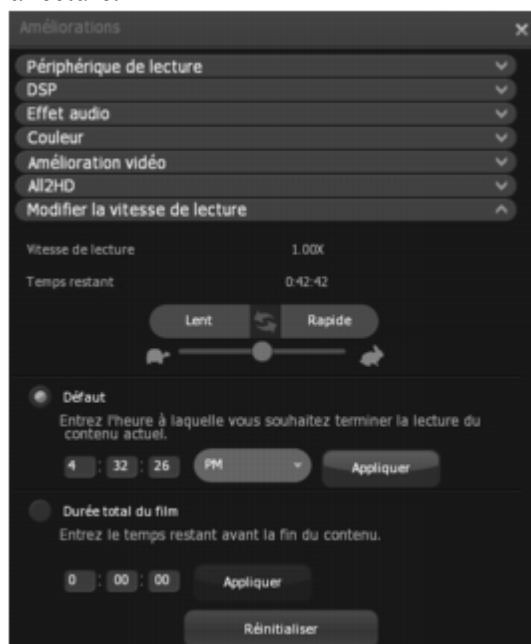 Améliorations
Périphérique de lecture
DSP
Effet audio
Couleur
Amélioration vidéo
All2HD
Modifier la vitesse de lecture
Vitesse de lecture 1.00X
Temps restant 0:42:42
Lent Rapide
Défaut
Entrez l'heure à laquelle vous souhaitez terminer la lecture du
contenu actuel.
4 : 32 : 26 PM Appliquer
Durée total du film
Entrez le temps restant avant la fin du contenu.
0 : 00 : 00 Appliquer
Réinitialiser